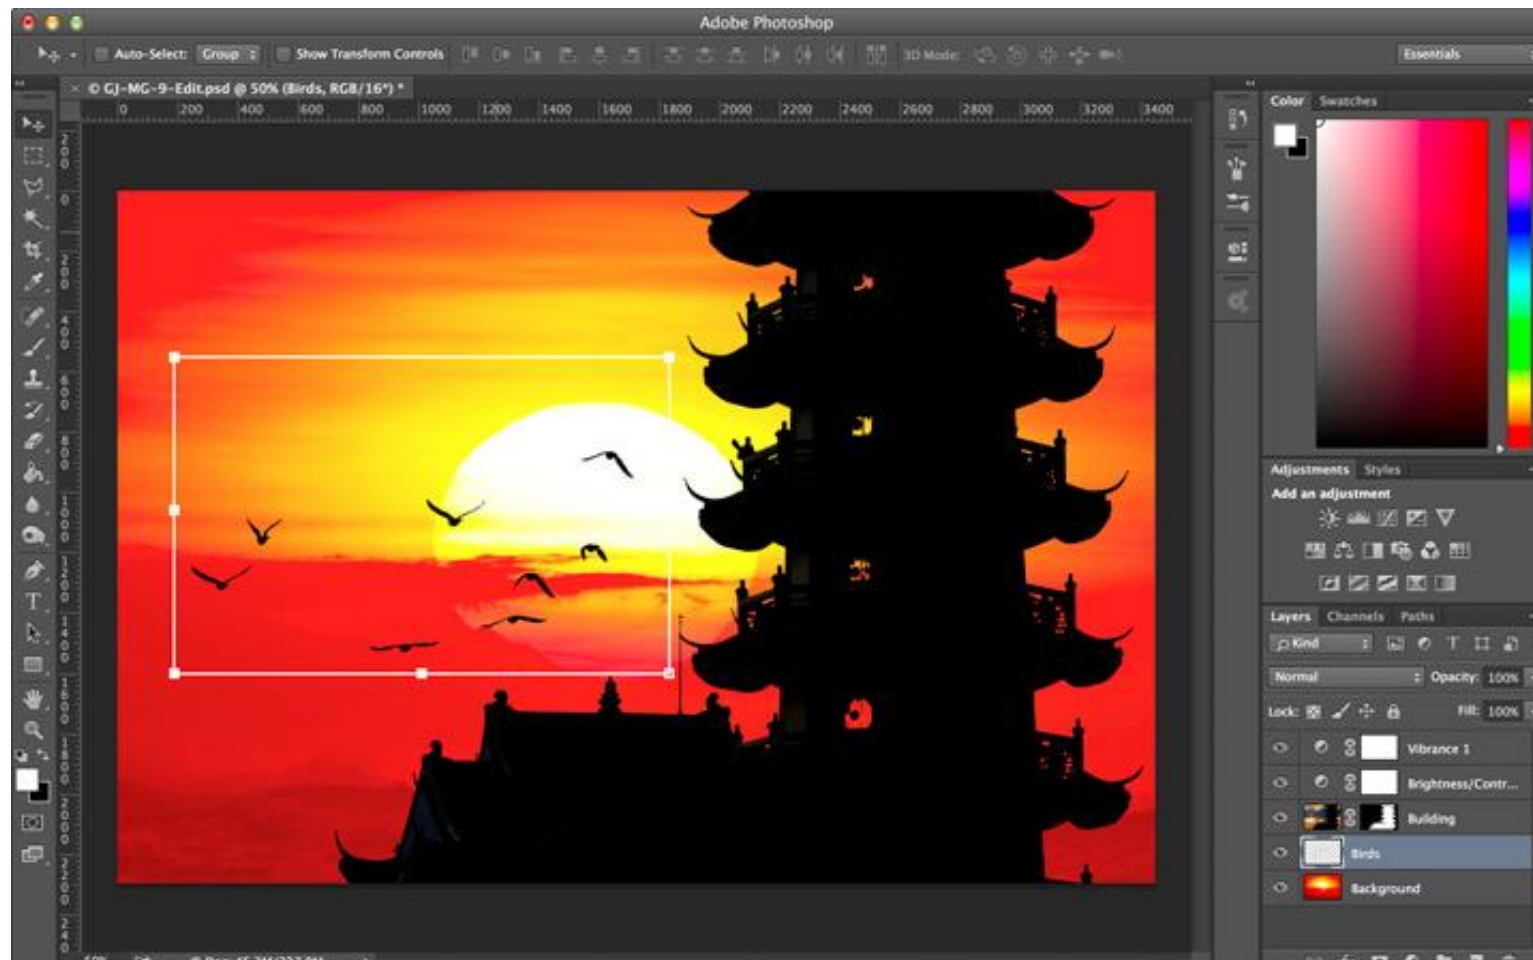 Adobe Photoshop
Auto-Select: Group Show Transform Controls 3D Mode: Essentials
× © GJ-MG-9-Edit.psd @ 50% (Birds, RGB/16*) *
0 200 400 600 800 1000 1200 1400 1600 1800 2000 2200 2400 2600 2800 3000 3200 3400
Color Swatches
Adjustments Styles
Add an adjustment
Layers Channels Paths
Kind
Normal Opacity: 100%
Lock: Fill: 100%
Vibrance 1
Brightness/Contr...
Building
Birds
Background